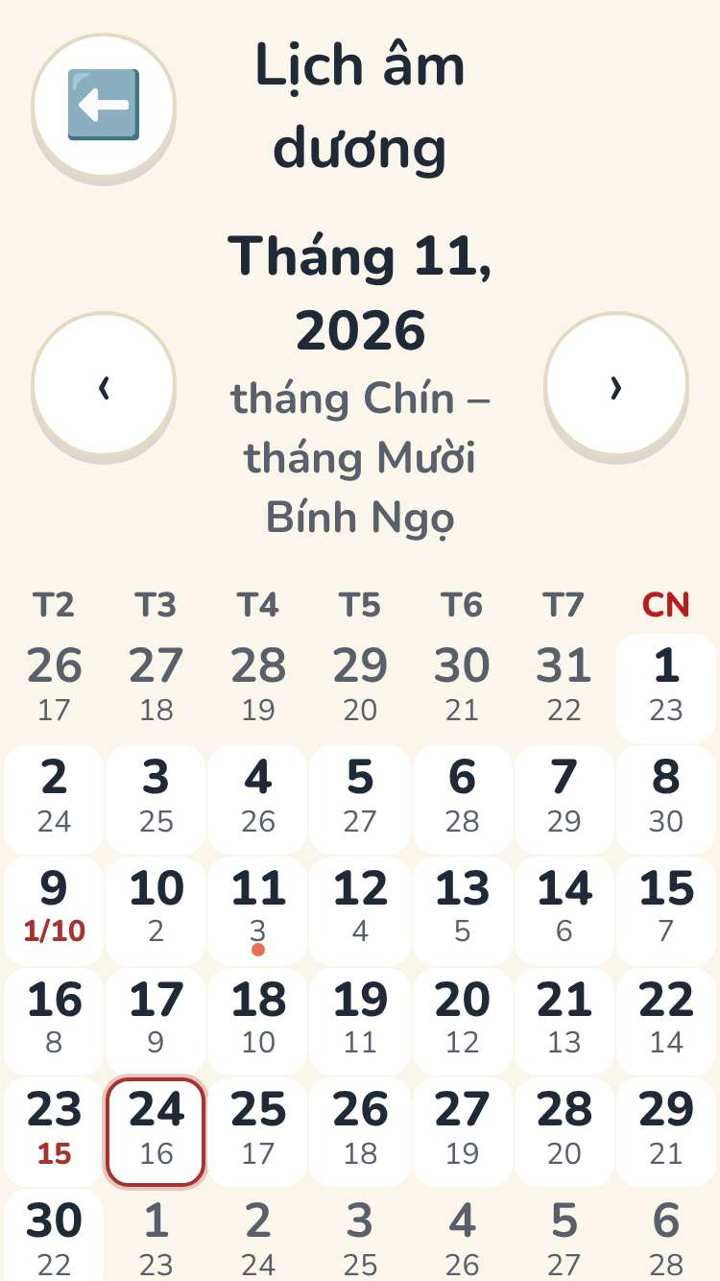 Lịch âm
dương
Tháng 11,
2026
tháng Chín –
tháng Mười
Bính Ngọ
‹ ›
T2 T3 T4 T5 T6 T7 CN
26 27 28 29 30 31 1
17 18 19 20 21 22 23
2 3 4 5 6 7 8
24 25 26 27 28 29 30
9 10 11 12 13 14 15
1/10 2 3 4 5 6 7
16 17 18 19 20 21 22
8 9 10 11 12 13 14
23 24 25 26 27 28 29
15 16 17 18 19 20 21
30 1 2 3 4 5 6
22 23 24 25 26 27 28